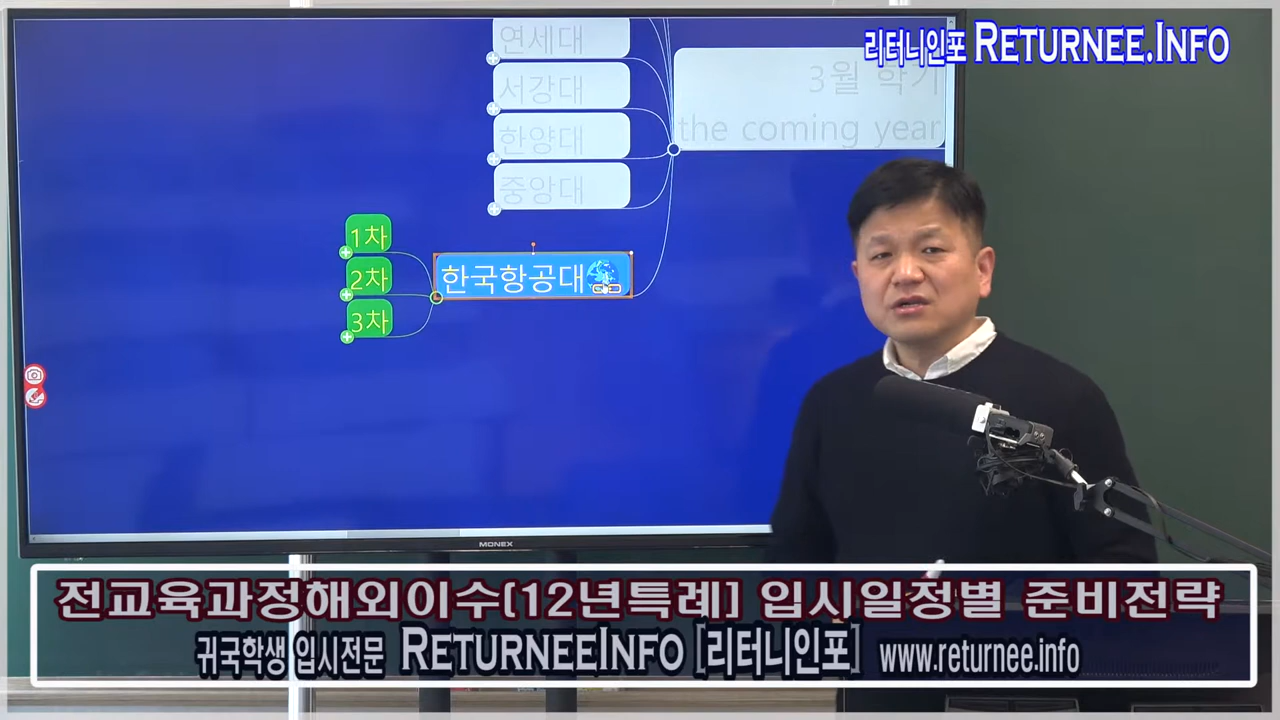 리터니인포 RETURNEE.INFO
연세대
서강대
한양대
중앙대
3월 학기
the coming year
1차
2차
3차
한국항공대
MONEX
전교육과정해외이수[12년특례] 입시일정별 준비전략
귀국학생 입시전문 RETURNEEINFO [리터니인포] www.returnee.info